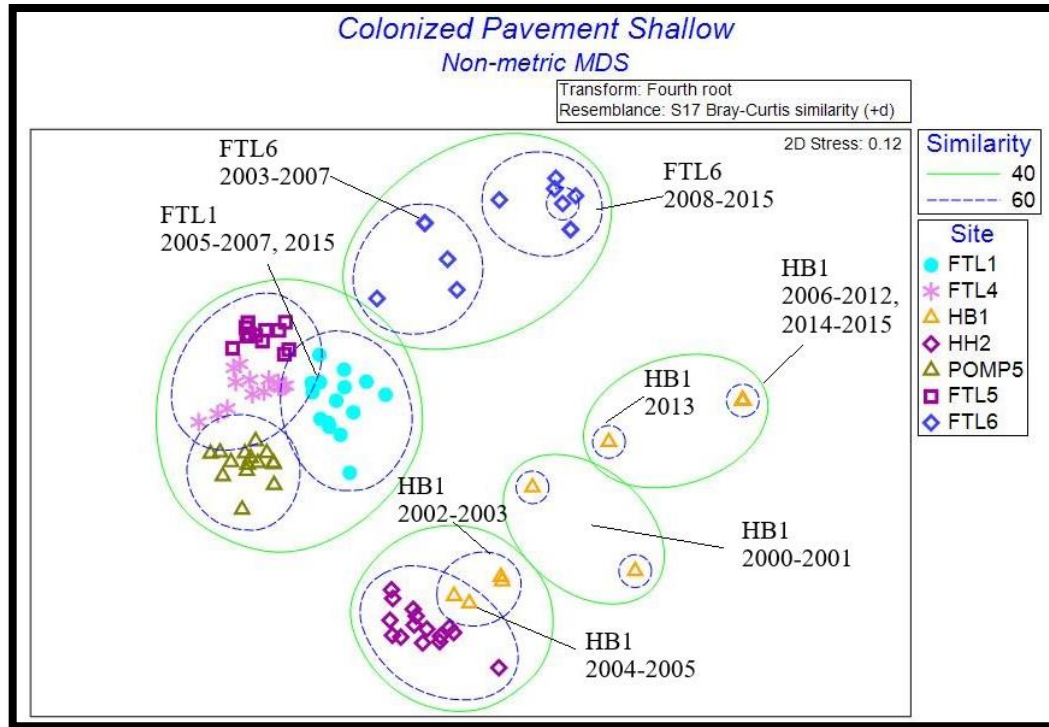 Colonized Pavement Shallow
Non-metric MDS
Transform: Fourth root
Resemblance: S17 Bray-Curtis similarity (+d)
2D Stress: 0.12
Similarity
40
60
Site
FTL1
FTL4
HB1
HH2
POMP5
FTL5
FTL6
FTL6
2003-2007
FTL6
2008-2015
FTL1
2005-2007, 2015
HB1
2006-2012,
2014-2015
HB1
2013
HB1
2002-2003
HB1
2000-2001
HB1
2004-2005